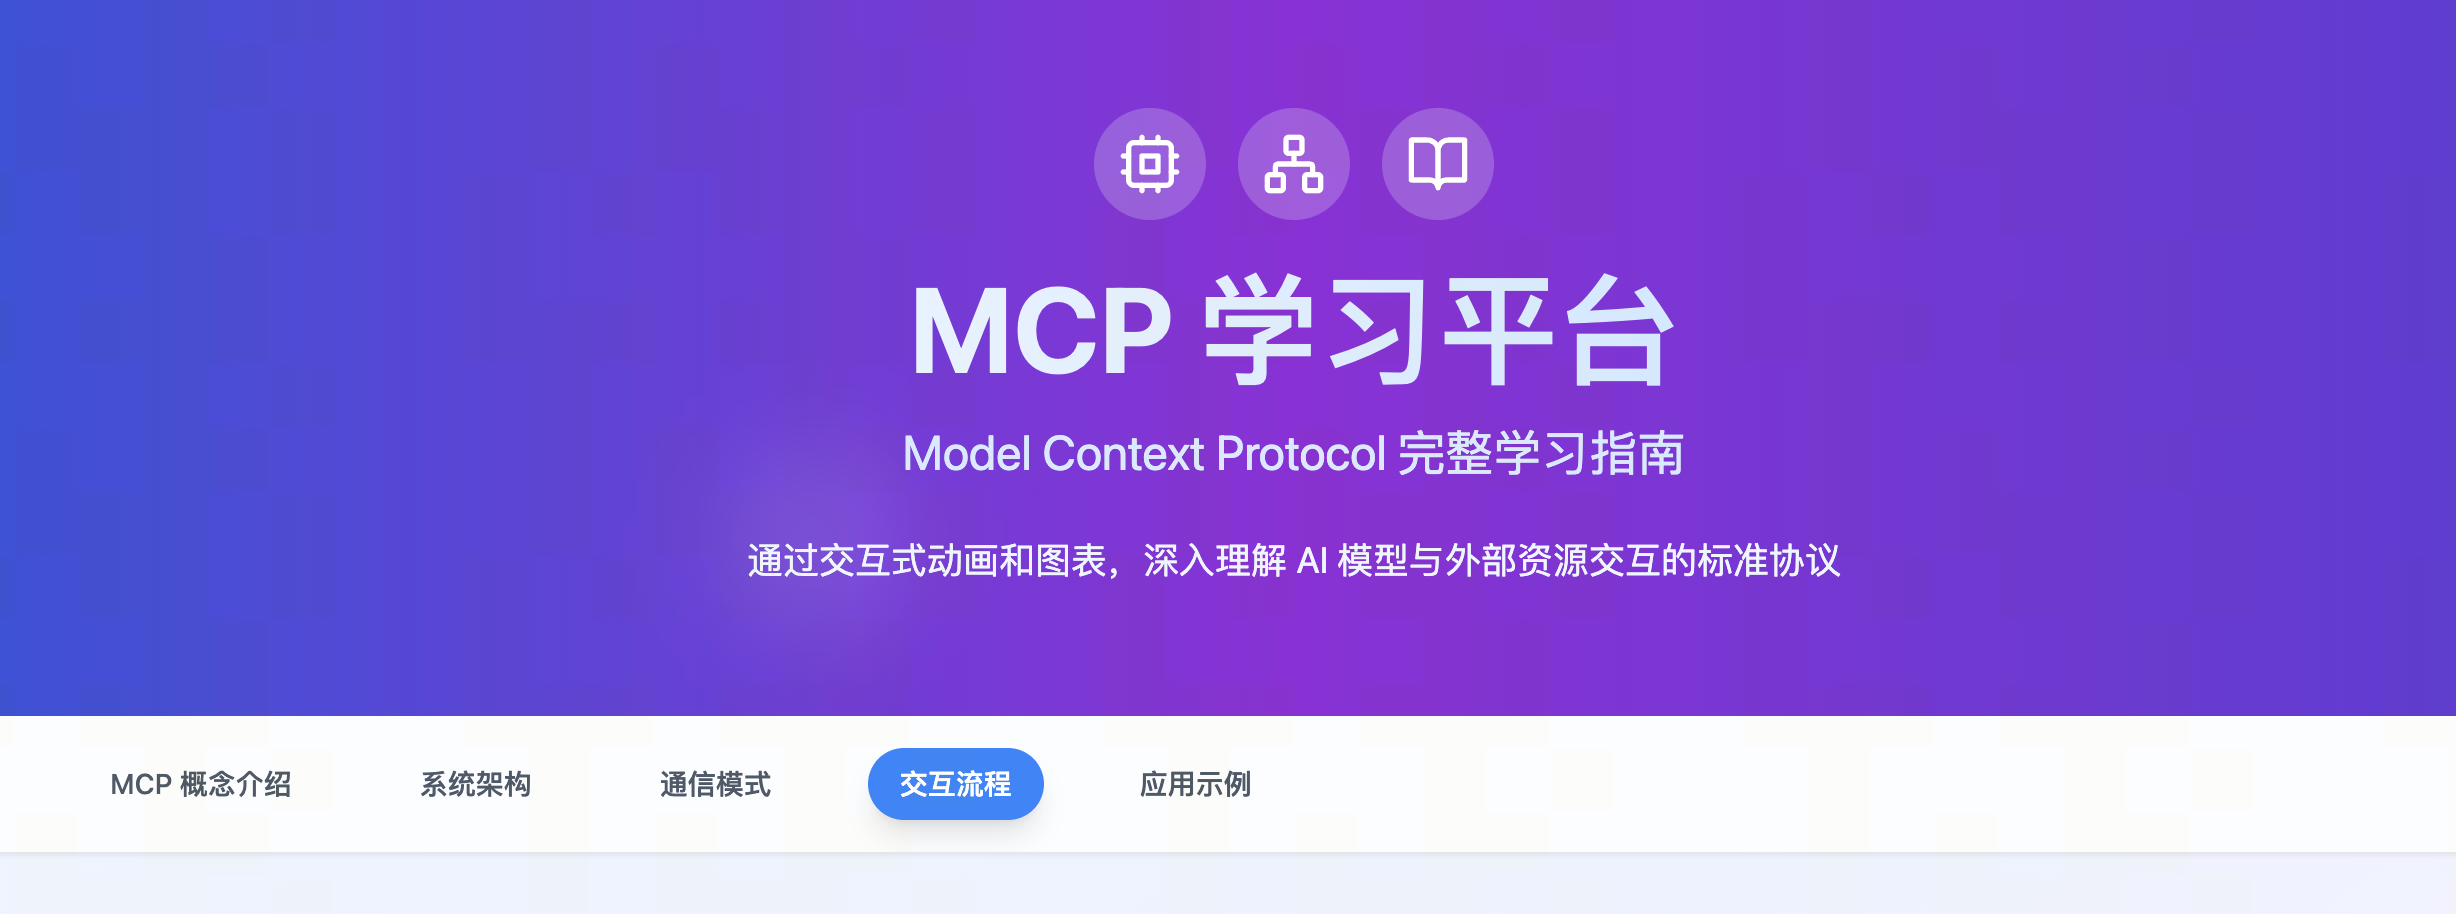 MCP 学习平台
Model Context Protocol 完整学习指南
通过交互式动画和图表，深入理解 AI 模型与外部资源交互的标准协议
MCP 概念介绍
系统架构
通信模式
交互流程
应用示例